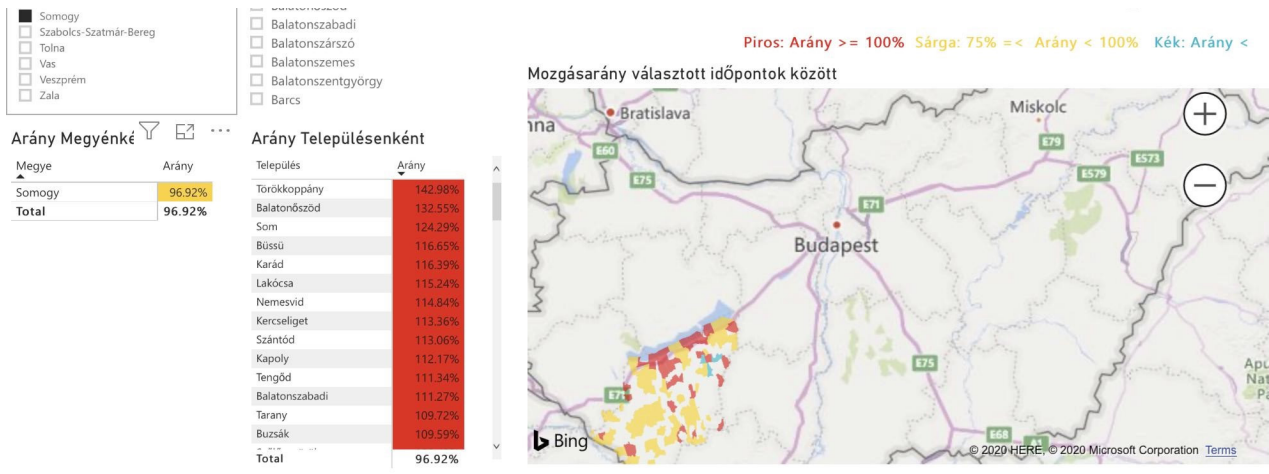 Somogy
Szabolcs-Szatmár-Bereg
Tolna
Vas
Veszprém
Zala
Balatonszabadi
Balatonszárszó
Balatonszemes
Balatonszentgyörgy
Barcs
Piros: Arány >= 100% Sárga: 75% =< Arány < 100% Kék: Arány <
Arány Megyénké
Megye Arány
Somogy 96.92%
Total 96.92%
Arány Településenként
Település Arány
Törökkoppány 142.98%
Balatonőszöd 132.55%
Som 124.29%
Büssü 116.65%
Karád 116.39%
Lakócsa 115.24%
Nemesvid 114.84%
Kercseliget 113.36%
Szántód 113.06%
Kapoly 112.17%
Tengőd 111.34%
Balatonszabadi 111.27%
Tarany 109.72%
Buzsák 109.59%
Total 96.92%
Mozgásarány választott időpontok között
Bratislava
Miskolc
E60
E75
E79
E573
E579
E71
Budapest
E75
E68
Bing
© 2020 HERE, © 2020 Microsoft Corporation Terms